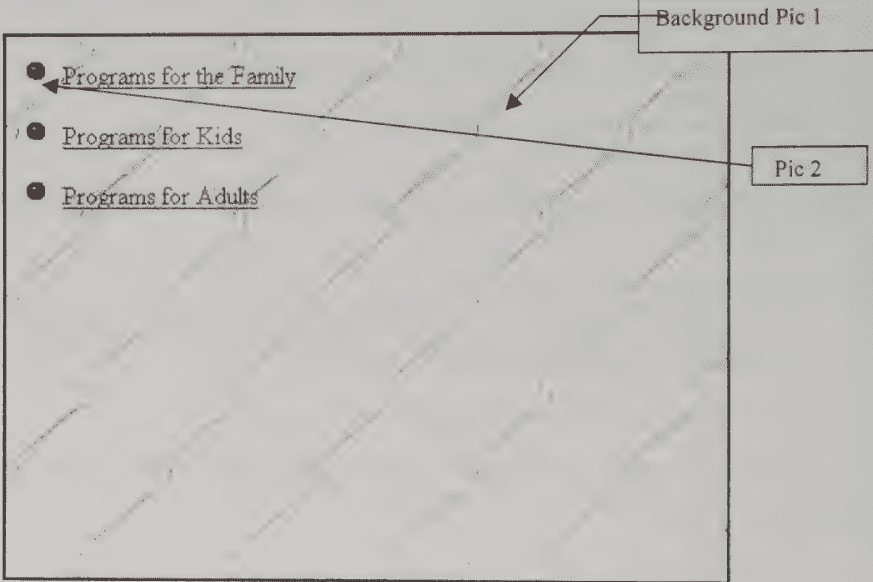 Background Pic 1
Programs for the Family
Programs for Kids
Pic 2
Programs for Adults